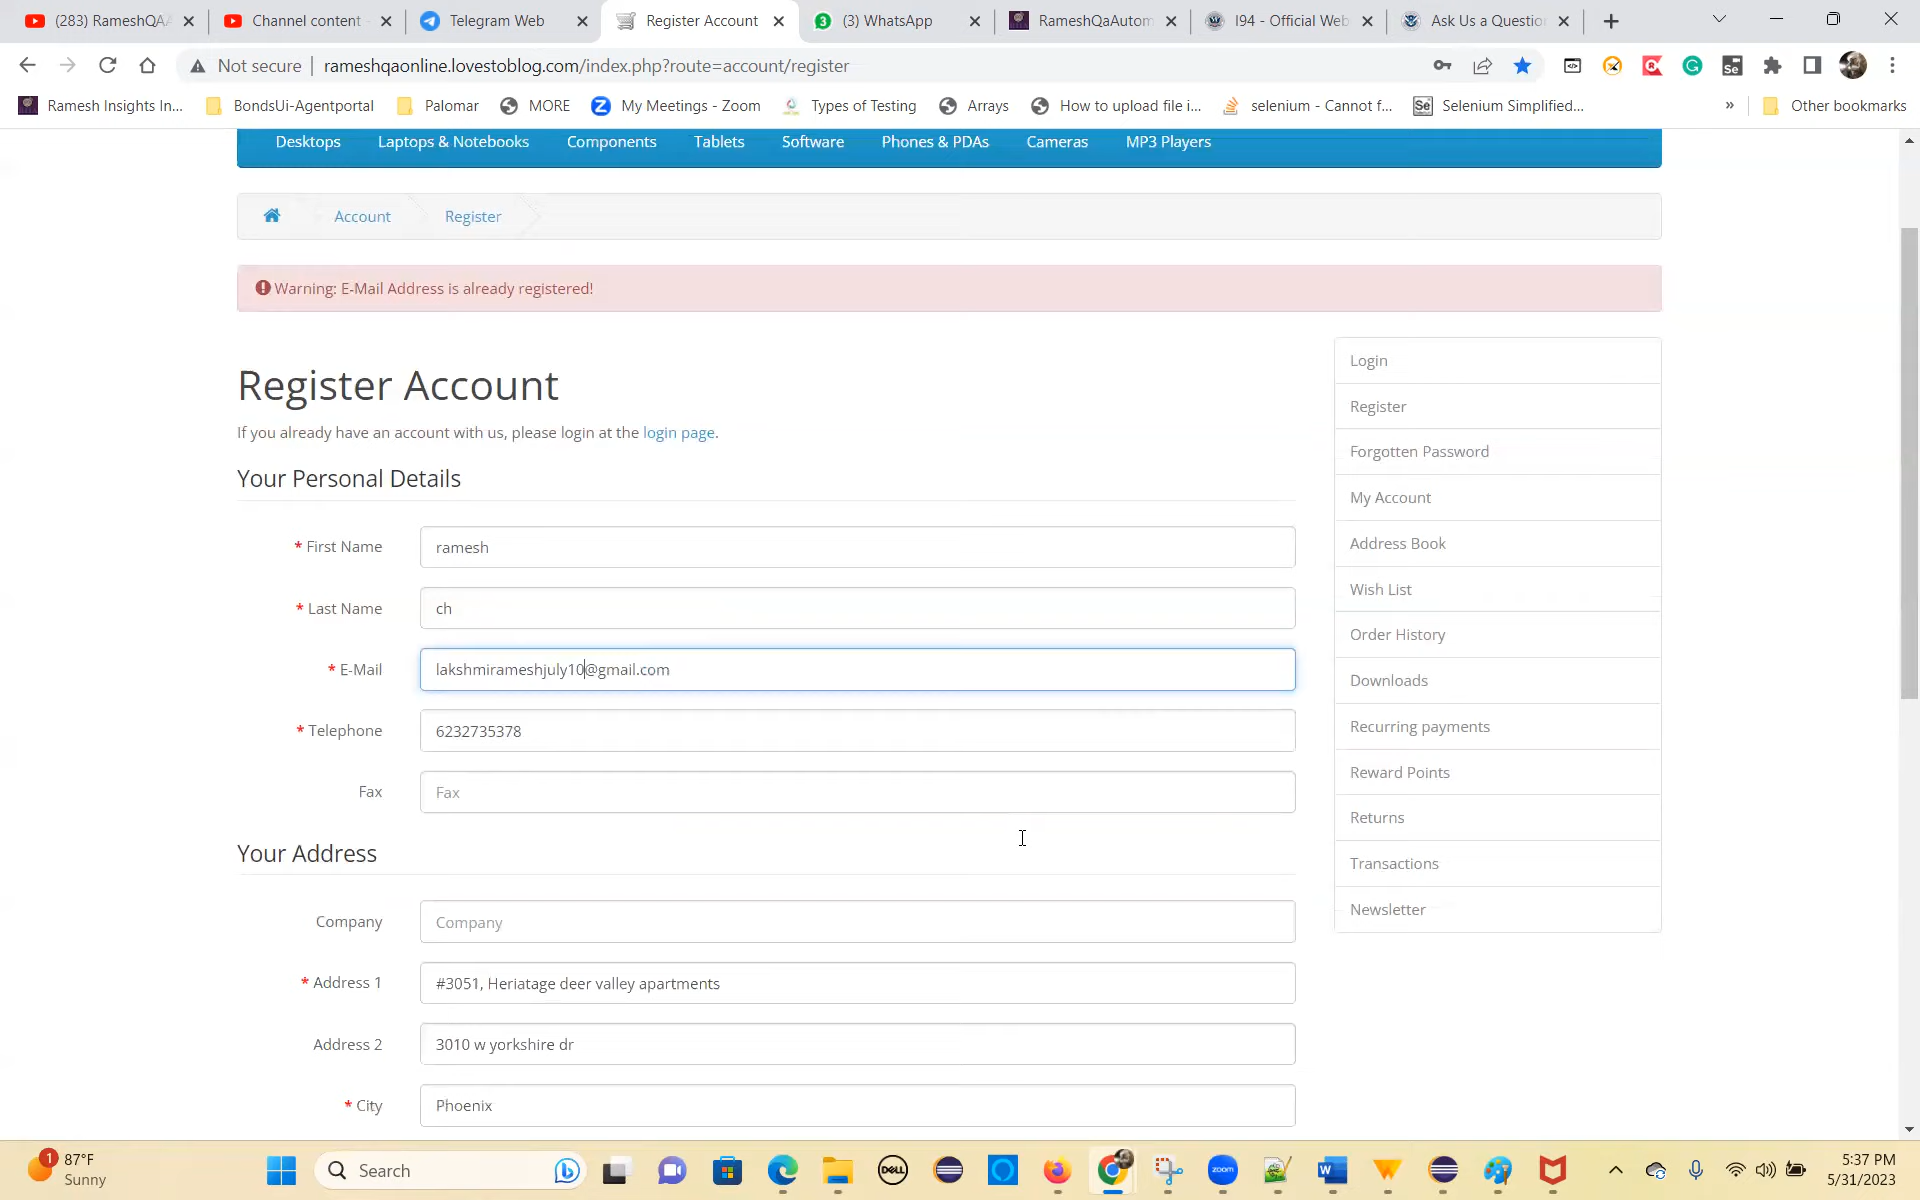 (283) RameshQAA
Channel content -
Telegram Web
Register Account
(3) WhatsApp
RameshQaAutom
I94 - Official Web
Ask Us a Questio
Not secure
rameshqaonline.lovestoblog.com/index.php?route=account/register
Ramesh Insights In...
BondsUi-Agentportal
Palomar
MORE
My Meetings - Zoom
Types of Testing
Arrays
How to upload file i...
selenium - Cannot f...
Selenium Simplified...
»
Other bookmarks
Desktops
Laptops & Notebooks
Components
Tablets
Software
Phones & PDAs
Cameras
MP3 Players
Account
Register
Warning: E-Mail Address is already registered!
Register Account
If you already have an account with us, please login at the login page.
Your Personal Details
* First Name
ramesh
* Last Name
ch
* E-Mail
lakshmirameshjuly10@gmail.com
* Telephone
6232735378
Fax
Fax
Your Address
Company
Company
* Address 1
#3051, Heriatage deer valley apartments
Address 2
3010 w yorkshire dr
* City
Phoenix
Login
Register
Forgotten Password
My Account
Address Book
Wish List
Order History
Downloads
Recurring payments
Reward Points
Returns
Transactions
Newsletter
1
87°F
Sunny
Search
DELL
zoom
W
5:37 PM
5/31/2023